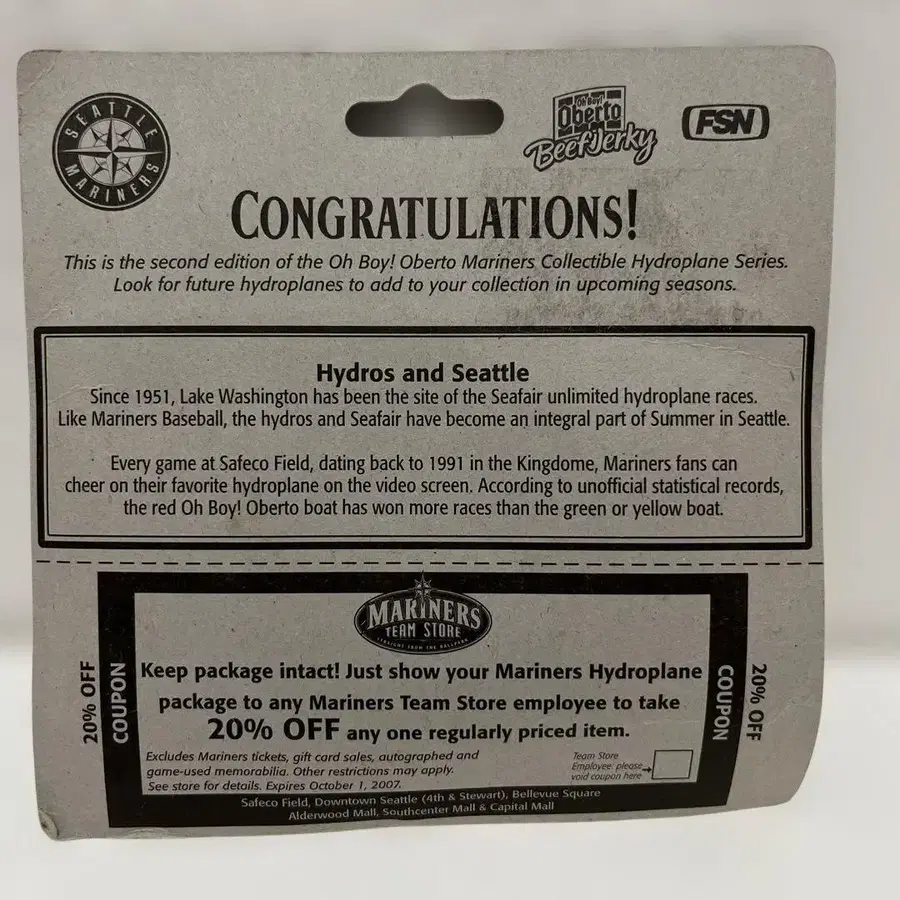 SEATTLE
MARINERS
Oh Boy!
Oberto
Beef Jerky
FSN
CONGRATULATIONS!
This is the second edition of the Oh Boy! Oberto Mariners Collectible Hydroplane Series.
Look for future hydroplanes to add to your collection in upcoming seasons.
Hydros and Seattle
Since 1951, Lake Washington has been the site of the Seafair unlimited hydroplane races.
Like Mariners Baseball, the hydros and Seafair have become an integral part of Summer in Seattle.
Every game at Safeco Field, dating back to 1991 in the Kingdome, Mariners fans can
cheer on their favorite hydroplane on the video screen. According to unofficial statistical records,
the red Oh Boy! Oberto boat has won more races than the green or yellow boat.
MARINERS
TEAM STORE
STRAIGHT FROM THE BALLPARK
20% OFF
COUPON
Keep package intact! Just show your Mariners Hydroplane
package to any Mariners Team Store employee to take
20% OFF any one regularly priced item.
Excludes Mariners tickets, gift card sales, autographed and
game-used memorabilia. Other restrictions may apply.
See store for details. Expires October 1, 2007.
Team Store
Employee: please
void coupon here
Safeco Field, Downtown Seattle (4th & Stewart), Bellevue Square
Alderwood Mall, Southcenter Mall & Capital Mall
COUPON
20% OFF